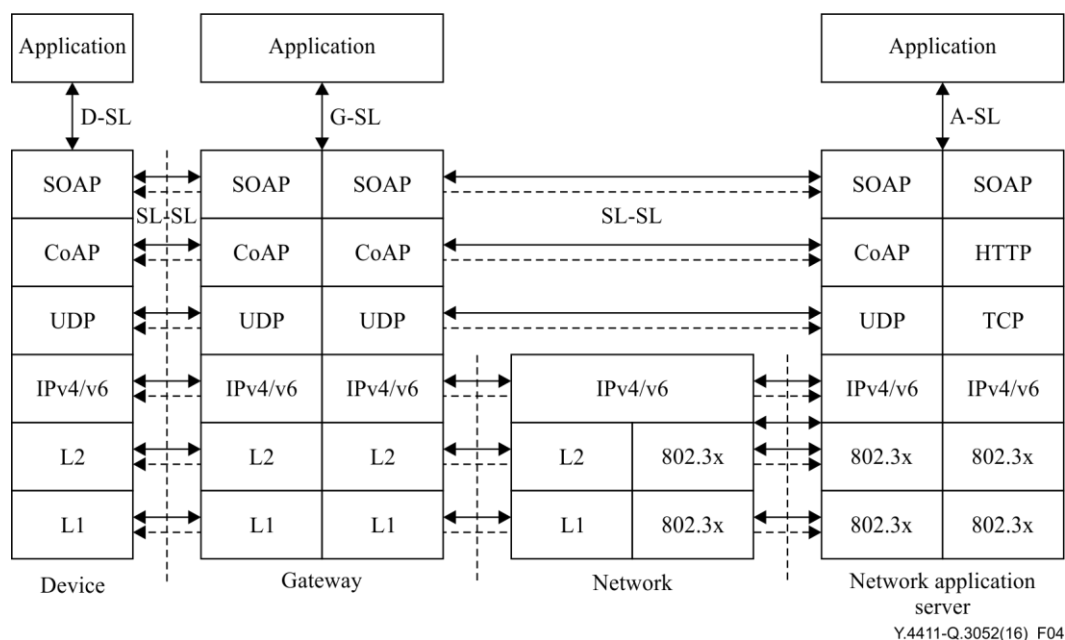 Application Application Application
D-SL G-SL A-SL
SOAP SOAP SOAP SOAP SOAP
SL-SL SL-SL
CoAP CoAP CoAP CoAP HTTP
UDP UDP UDP UDP TCP
IPv4/v6 IPv4/v6 IPv4/v6 IPv4/v6 IPv4/v6 IPv4/v6
L2 L2 L2 L2 802.3x 802.3x 802.3x
L1 L1 L1 L1 802.3x 802.3x 802.3x
Device Gateway Network Network application
server
Y.4411-Q.3052(16)_F04